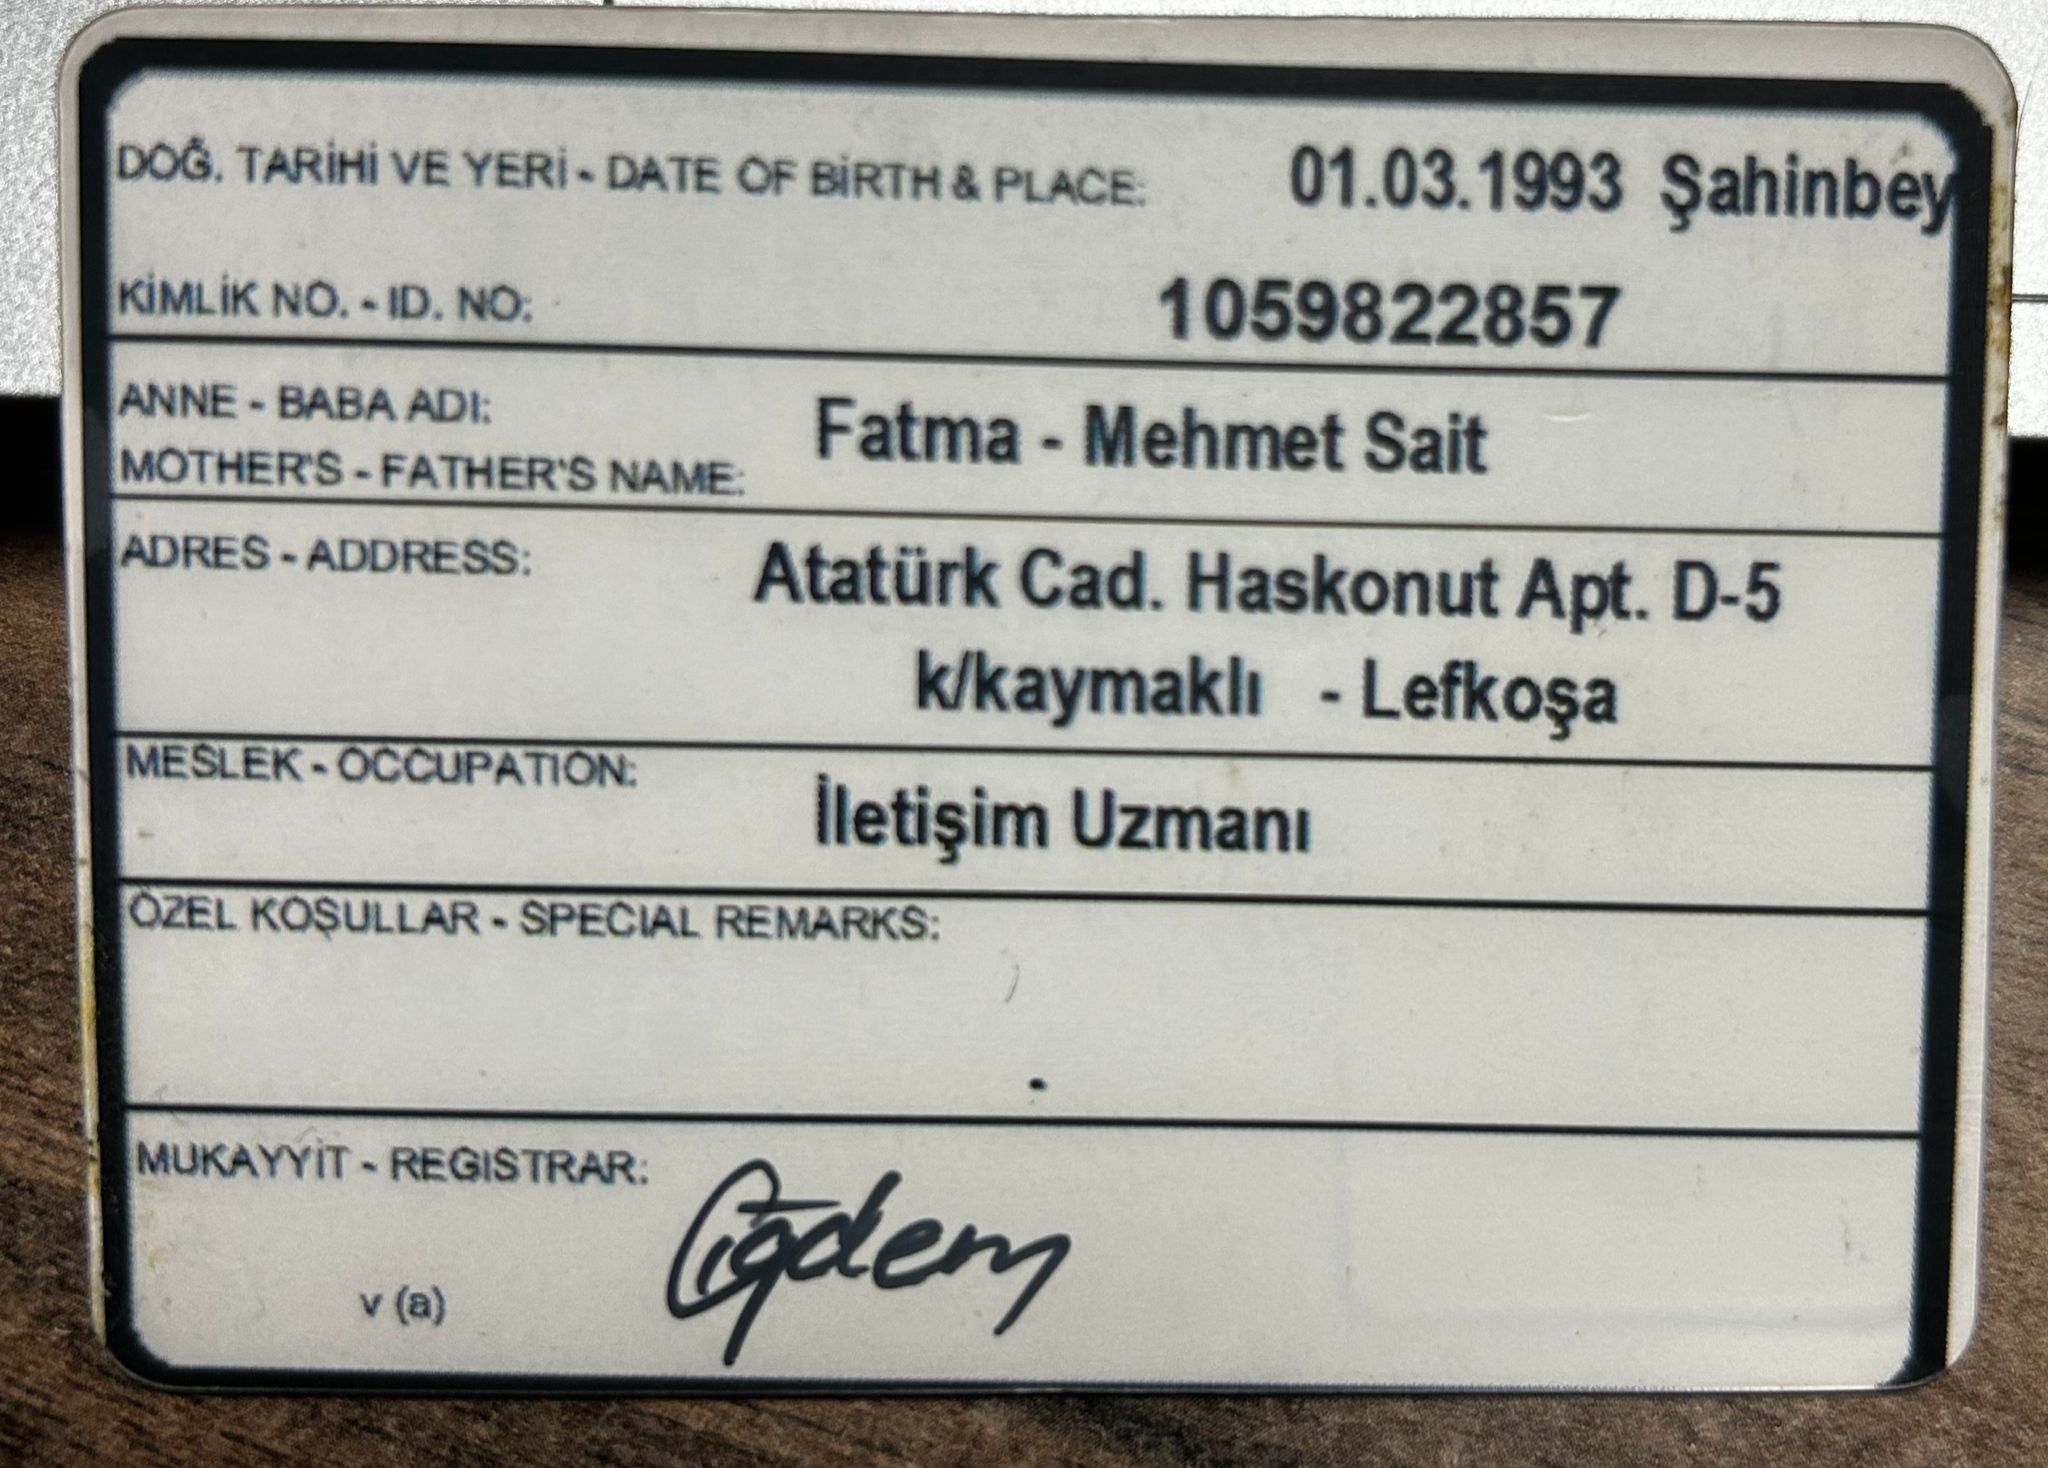 DOĞ. TARİHİ VE YERİ - DATE OF BİRTH & PLACE: 01.03.1993 Şahinbey
KİMLİK NO. - ID. NO: 1059822857
ANNE - BABA ADI:
MOTHER'S - FATHER'S NAME: Fatma - Mehmet Sait
ADRES - ADDRESS: Atatürk Cad. Haskonut Apt. D-5
k/kaymaklı - Lefkoşa
MESLEK - OCCUPATION: İletişim Uzmanı
ÖZEL KOŞULLAR - SPECIAL REMARKS:
-
MUKAYYİT - REGISTRAR: Çiğdem
v (a)